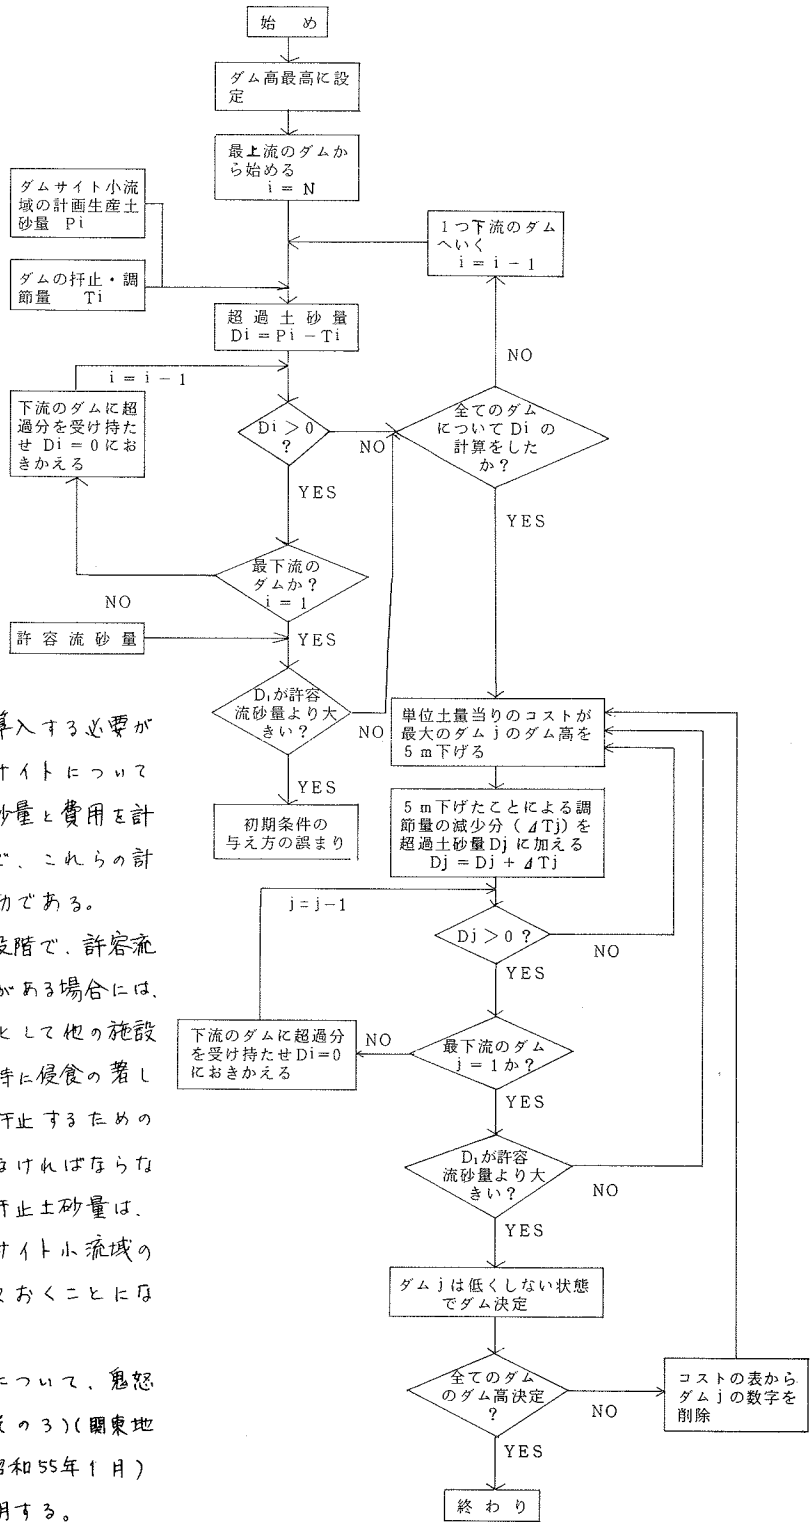 始 め
ダム高最高に設
定
最上流のダムか
ら始める
i = N
ダムサイト小流
域の計画生産土
砂量 Pi
ダムの扞止・調
節量 Ti
1つ下流のダム
へいく
i = i − 1
超過土砂量
Di = Pi − Ti
NO
i = i − 1
下流のダムに超
過分を受け持た
せ Di = 0 にお
きかえる
Di > 0
?
NO
全てのダム
について Di の
計算をした
か?
YES
YES
最下流の
ダムか?
i = 1
NO
許容流砂量
YES
D₁が許容
流砂量より大
きい?
NO
単位土量当りのコストが
最大のダム j のダム高を
5 m下げる
YES
初期条件の
与え方の誤まり
5 m下げたことによる調
節量の減少分 ( ΔTj ) を
超過土砂量Dj に加える
Dj = Dj + ΔTj
j = j−1
Dj > 0 ?
NO
YES
下流のダムに超過分
を受け持たせ Di=0
におきかえる
NO
最下流のダム
j = 1 か?
YES
D₁が許容
流砂量より大
きい?
NO
YES
ダム j は低くしない状態
でダム決定
全てのダム
のダム高決定
?
NO
コストの表から
ダム j の数字を
削除
YES
終わり
導入する必要が
サイトについて
砂量と費用を計
で、これらの計
効である。
段階で、許容流
がある場合には、
として他の施設
特に侵食の著し
扞止するための
なければならな
扞止土砂量は、
サイト小流域の
ておくことにな
について、鬼怒
その3)(関東地
昭和55年1月)
明する。